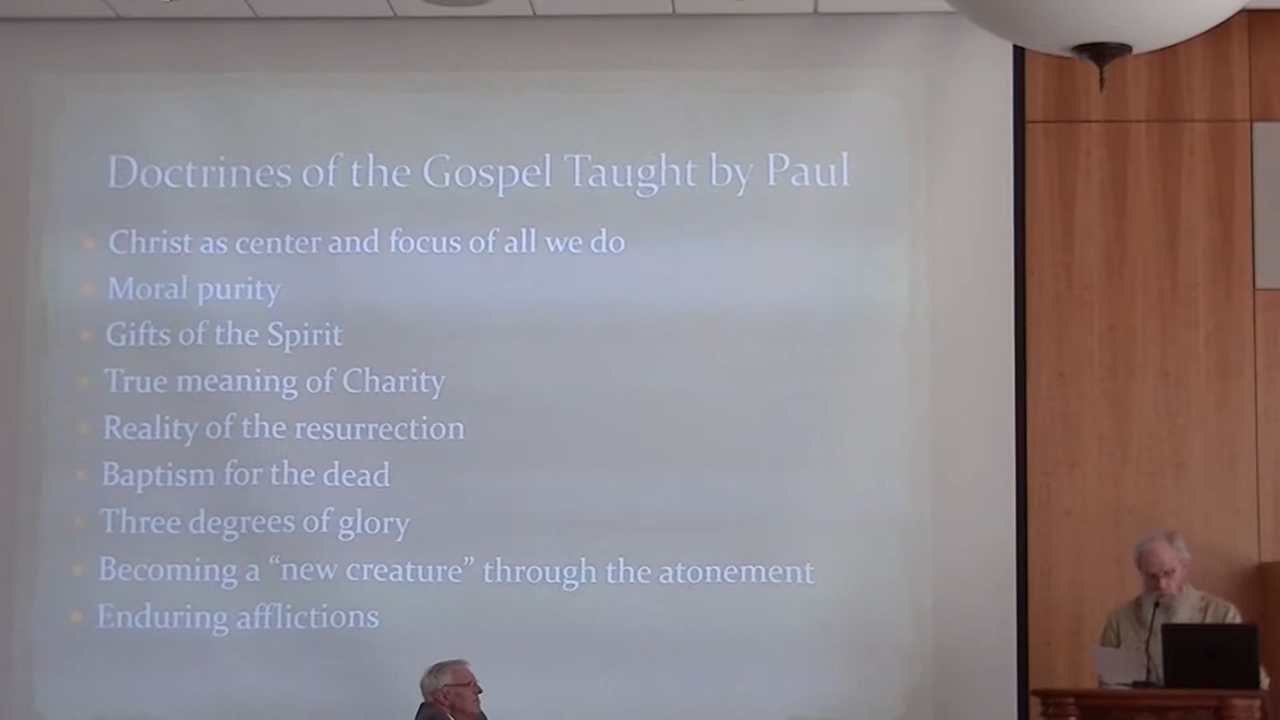 Doctrines of the Gospel Taught by Paul
Christ as center and focus of all we do
Moral purity
Gifts of the Spirit
True meaning of Charity
Reality of the resurrection
Baptism for the dead
Three degrees of glory
Becoming a “new creature” through the atonement
Enduring afflictions